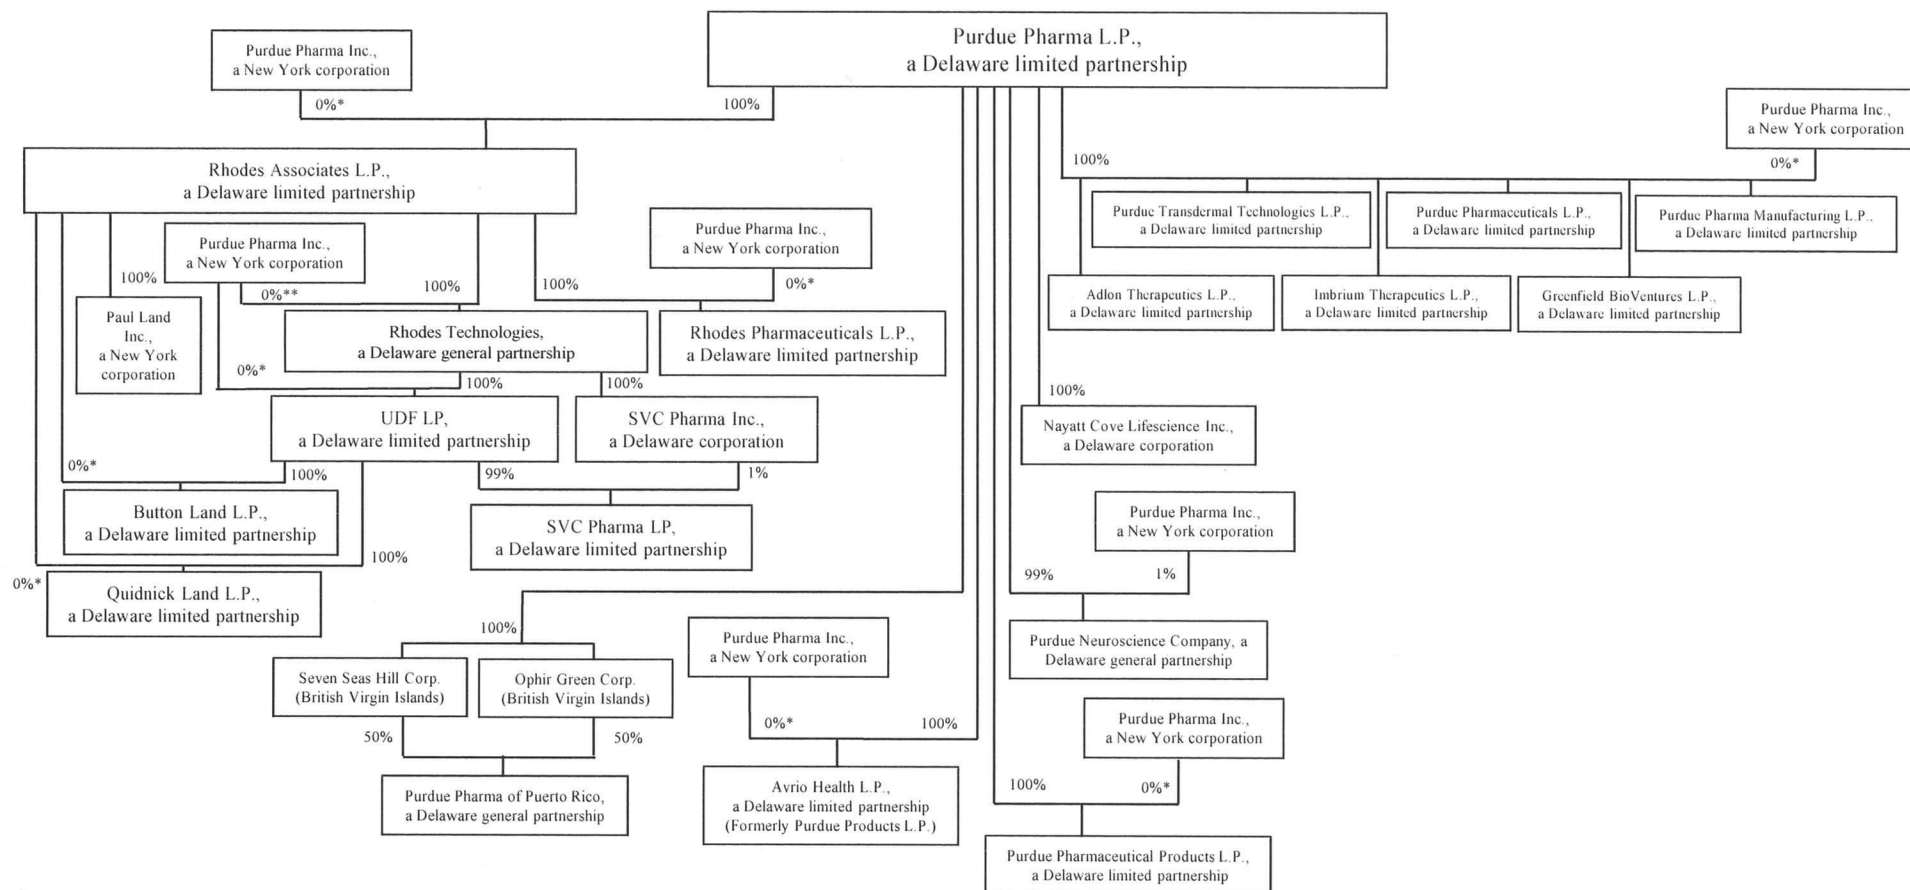 Purdue Pharma L.P.,
a Delaware limited partnership
Purdue Pharma Inc.,
a New York corporation
0%*
100%
Rhodes Associates L.P.,
a Delaware limited partnership
Purdue Pharma Inc.,
a New York corporation
100%
0%*
Purdue Transdermal Technologies L.P.,
a Delaware limited partnership
Purdue Pharmaceuticals L.P.,
a Delaware limited partnership
Purdue Pharma Manufacturing L.P.,
a Delaware limited partnership
Adlon Therapeutics L.P.,
a Delaware limited partnership
Imbrium Therapeutics L.P.,
a Delaware limited partnership
Greenfield BioVentures L.P.,
a Delaware limited partnership
Purdue Pharma Inc.,
a New York corporation
Purdue Pharma Inc.,
a New York corporation
100%
0%**
100%
100%
0%*
Paul Land
Inc.,
a New York
corporation
Rhodes Technologies,
a Delaware general partnership
Rhodes Pharmaceuticals L.P.,
a Delaware limited partnership
0%*
100%
100%
UDF LP,
a Delaware limited partnership
SVC Pharma Inc.,
a Delaware corporation
0%*
100%
99%
1%
Button Land L.P.,
a Delaware limited partnership
SVC Pharma LP,
a Delaware limited partnership
100%
0%*
Quidnick Land L.P.,
a Delaware limited partnership
100%
Nayatt Cove Lifescience Inc.,
a Delaware corporation
Purdue Pharma Inc.,
a New York corporation
99%
1%
Purdue Neuroscience Company, a
Delaware general partnership
100%
Seven Seas Hill Corp.
(British Virgin Islands)
Ophir Green Corp.
(British Virgin Islands)
50%
50%
Purdue Pharma of Puerto Rico,
a Delaware general partnership
Purdue Pharma Inc.,
a New York corporation
0%*
100%
Avrio Health L.P.,
a Delaware limited partnership
(Formerly Purdue Products L.P.)
Purdue Pharma Inc.,
a New York corporation
100%
0%*
Purdue Pharmaceutical Products L.P.,
a Delaware limited partnership